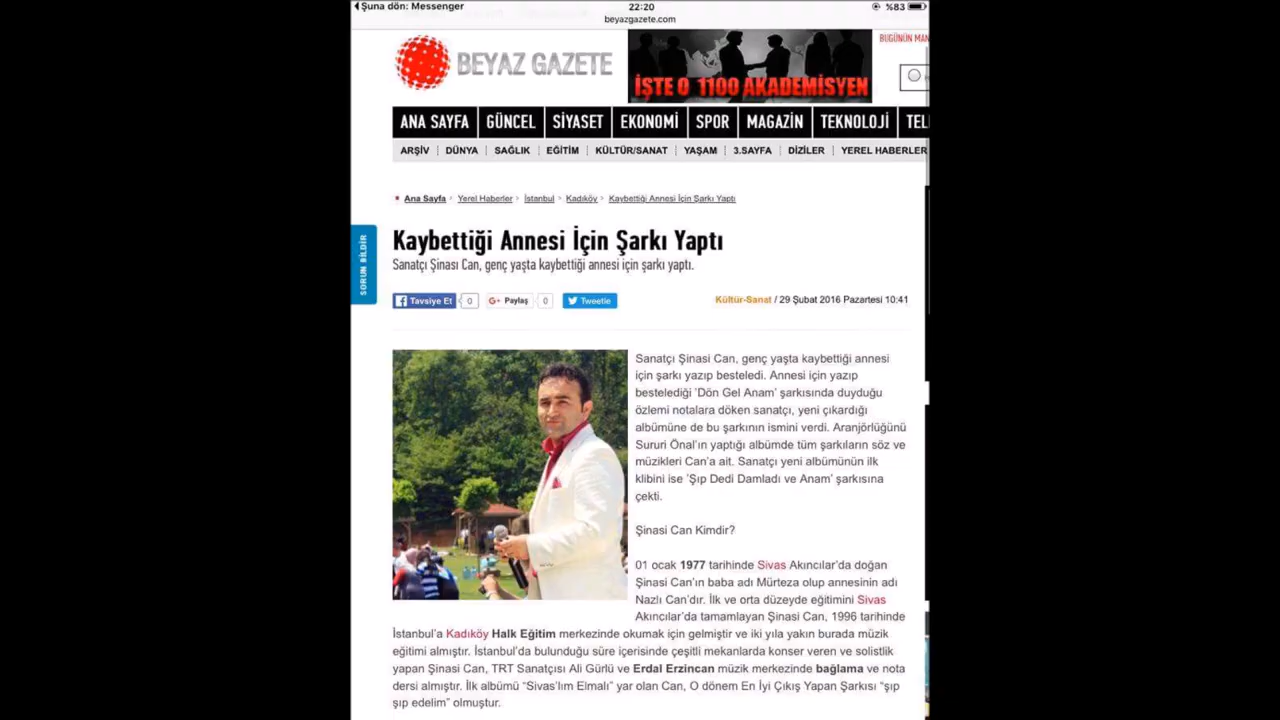 Şuna dön: Messenger
22:20
%83
beyazgazete.com
BEYAZ GAZETE
İŞTE O 1100 AKADEMİSYEN
BUGÜNÜN MAN
ANA SAYFA GÜNCEL SİYASET EKONOMİ SPOR MAGAZİN TEKNOLOJİ TEL
ARŞİV DÜNYA SAĞLIK EĞİTİM KÜLTÜR/SANAT YAŞAM 3.SAYFA DİZİLER YEREL HABERLER
Ana Sayfa Yerel Haberler İstanbul Kadıköy Kaybettiği Annesi İçin Şarkı Yaptı
SORUN BİLDİR
Kaybettiği Annesi İçin Şarkı Yaptı
Sanatçı Şinası Can, genç yaşta kaybettiği annesi için şarkı yaptı.
Tavsiye Et 0 G+ Paylaş 0 Tweetle
Kültür-Sanat / 29 Şubat 2016 Pazartesi 10:41
Sanatçı Şinasi Can, genç yaşta kaybettiği annesi
için şarkı yazıp besteledi. Annesi için yazıp
bestelediği 'Dön Gel Anam' şarkısında duyduğu
özlemi notalara döken sanatçı, yeni çıkardığı
albümüne de bu şarkının ismini verdi. Aranjörlüğünü
Sururi Önal'ın yaptığı albümde tüm şarkıların söz ve
müzikleri Can'a ait. Sanatçı yeni albümünün ilk
klibini ise 'Şıp Dedi Damladı ve Anam' şarkısına
çekti.
Şinasi Can Kimdir?
01 ocak 1977 tarihinde Sivas Akıncılar'da doğan
Şinasi Can'ın baba adı Mürteza olup annesinin adı
Nazlı Can'dır. İlk ve orta düzeyde eğitimini Sivas
Akıncılar'da tamamlayan Şinasi Can, 1996 tarihinde
İstanbul'a Kadıköy Halk Eğitim merkezinde okumak için gelmiştir ve iki yıla yakın burada müzik
eğitimi almıştır. İstanbul'da bulunduğu süre içerisinde çeşitli mekanlarda konser veren ve solistlik
yapan Şinasi Can, TRT Sanatçısı Ali Gürlü ve Erdal Erzincan müzik merkezinde bağlama ve nota
dersi almıştır. İlk albümü "Sivas'lım Elmalı" yar olan Can, O dönem En İyi Çıkış Yapan Şarkısı "şıp
şıp edelim" olmuştur.